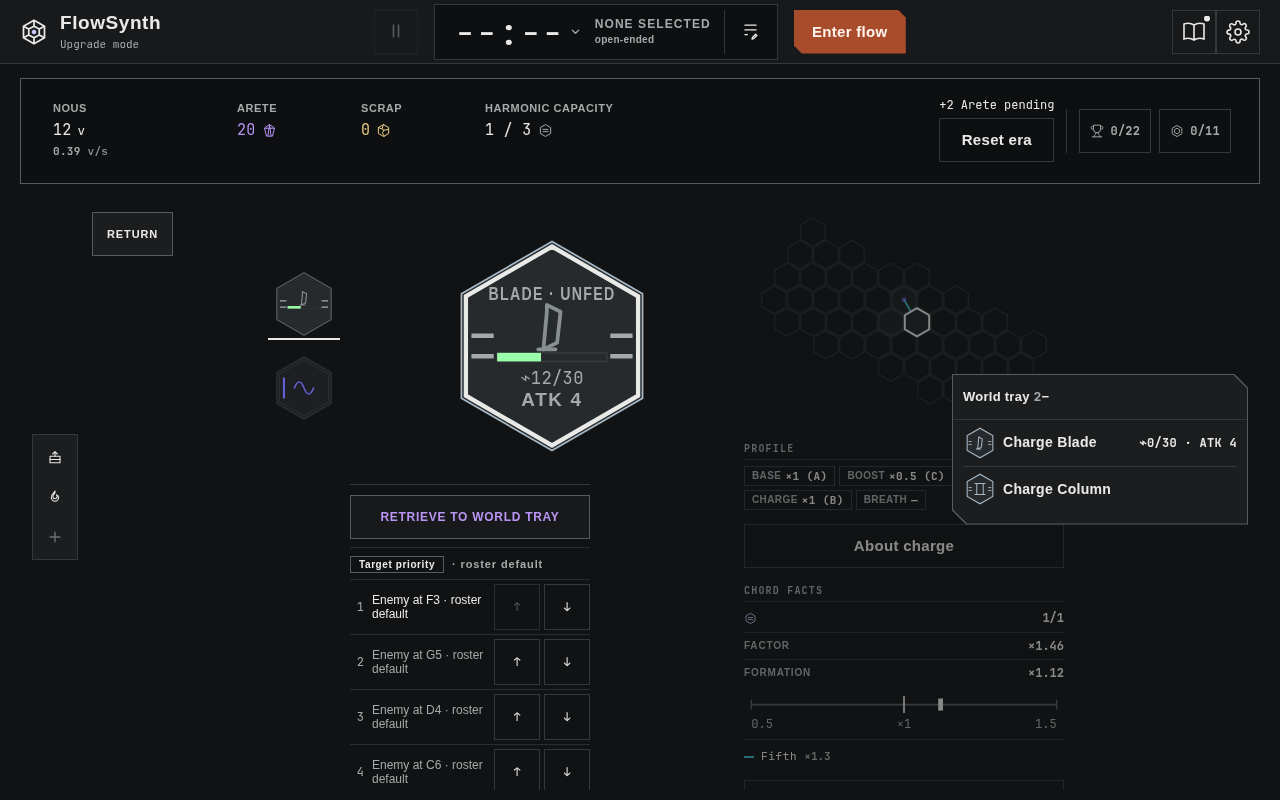 FlowSynth
Upgrade mode
– – : – –
NONE SELECTED
open-ended
Enter flow
NOUS
12 v
0.39 v/s
ARETE
20
SCRAP
0
HARMONIC CAPACITY
1 / 3
+2 Arete pending
Reset era
0/22
0/11
RETURN
BLADE · UNFED
⌁12/30
ATK 4
RETRIEVE TO WORLD TRAY
Target priority · roster default
1 Enemy at F3 · roster default
2 Enemy at G5 · roster default
3 Enemy at D4 · roster default
4 Enemy at C6 · roster default
World tray 2–
Charge Blade ⌁0/30 · ATK 4
Charge Column
PROFILE
BASE ×1 (A) BOOST ×0.5 (C)
CHARGE ×1 (B) BREATH –
About charge
CHORD FACTS
1/1
FACTOR ×1.46
FORMATION ×1.12
0.5 ×1 1.5
Fifth ×1.3